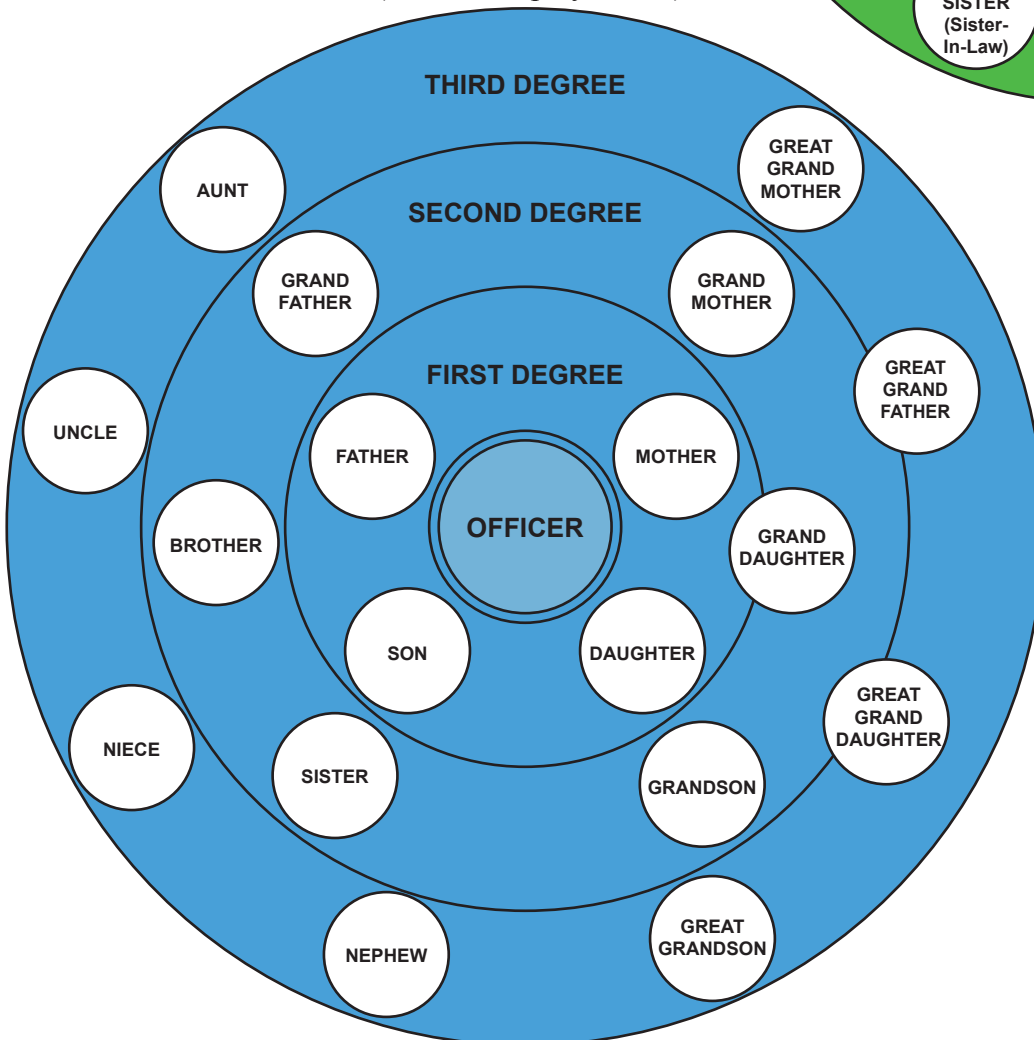 SISTER
(Sister-
In-Law)
THIRD DEGREE
GREAT
GRAND
MOTHER
AUNT
SECOND DEGREE
GRAND
FATHER
GRAND
MOTHER
FIRST DEGREE
GREAT
GRAND
FATHER
UNCLE
FATHER
MOTHER
OFFICER
BROTHER
GRAND
DAUGHTER
SON
DAUGHTER
GREAT
GRAND
DAUGHTER
NIECE
SISTER
GRANDSON
NEPHEW
GREAT
GRANDSON